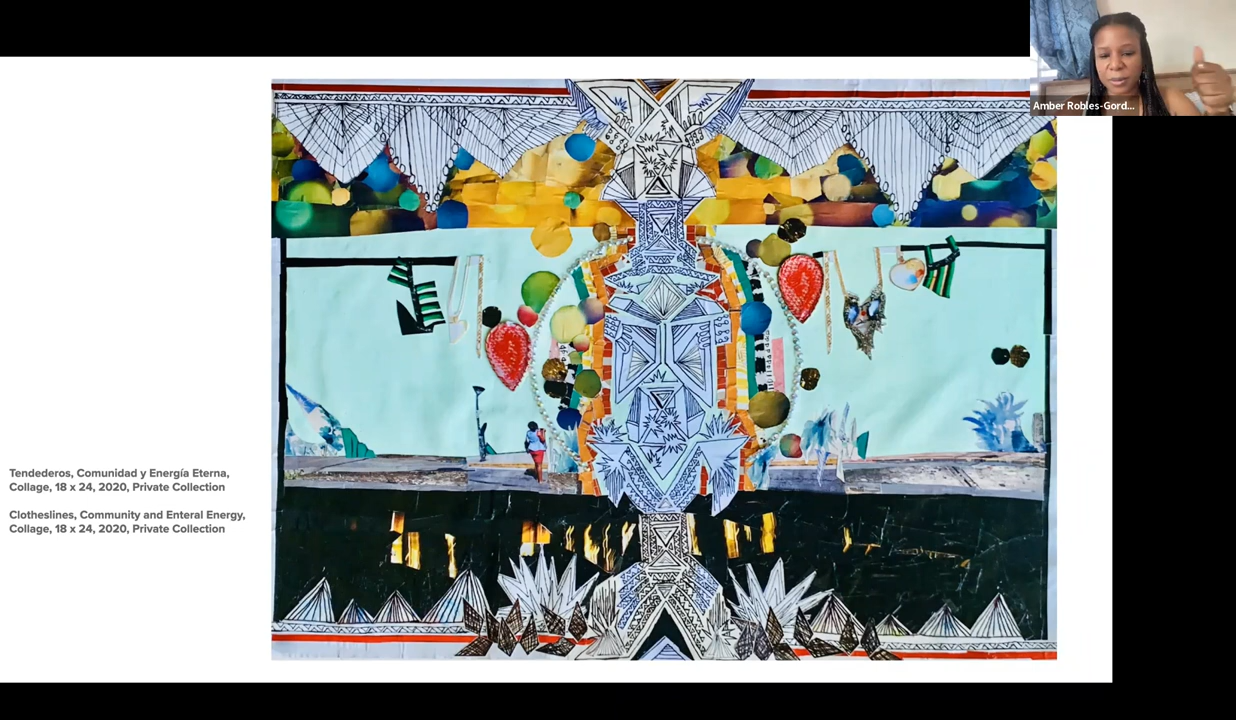 Amber Robles-Gord...
Tendederos, Comunidad y Energía Eterna,
Collage, 18 x 24, 2020, Private Collection
Clotheslines, Community and Enteral Energy,
Collage, 18 x 24, 2020, Private Collection